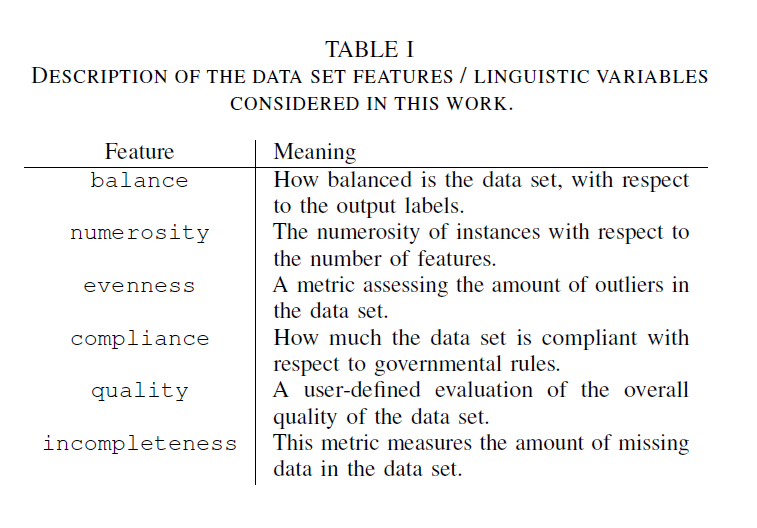 TABLE I
DESCRIPTION OF THE DATA SET FEATURES / LINGUISTIC VARIABLES
CONSIDERED IN THIS WORK.
Feature Meaning
balance How balanced is the data set, with respect
to the output labels.
numerosity The numerosity of instances with respect to
the number of features.
evenness A metric assessing the amount of outliers in
the data set.
compliance How much the data set is compliant with
respect to governmental rules.
quality A user-defined evaluation of the overall
quality of the data set.
incompleteness This metric measures the amount of missing
data in the data set.